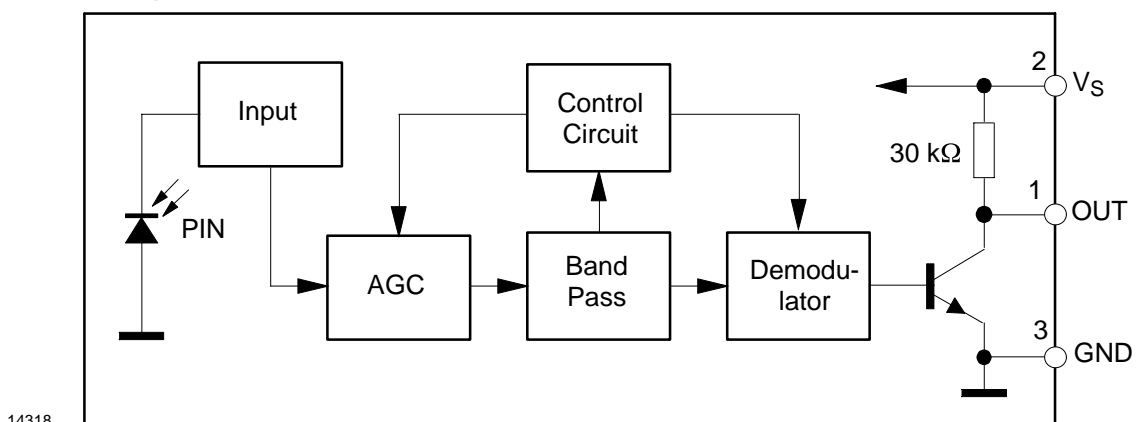 Input
Control
Circuit
2
V_S
30 kΩ
1
OUT
PIN
AGC
Band
Pass
Demodu-
lator
3
GND
14318